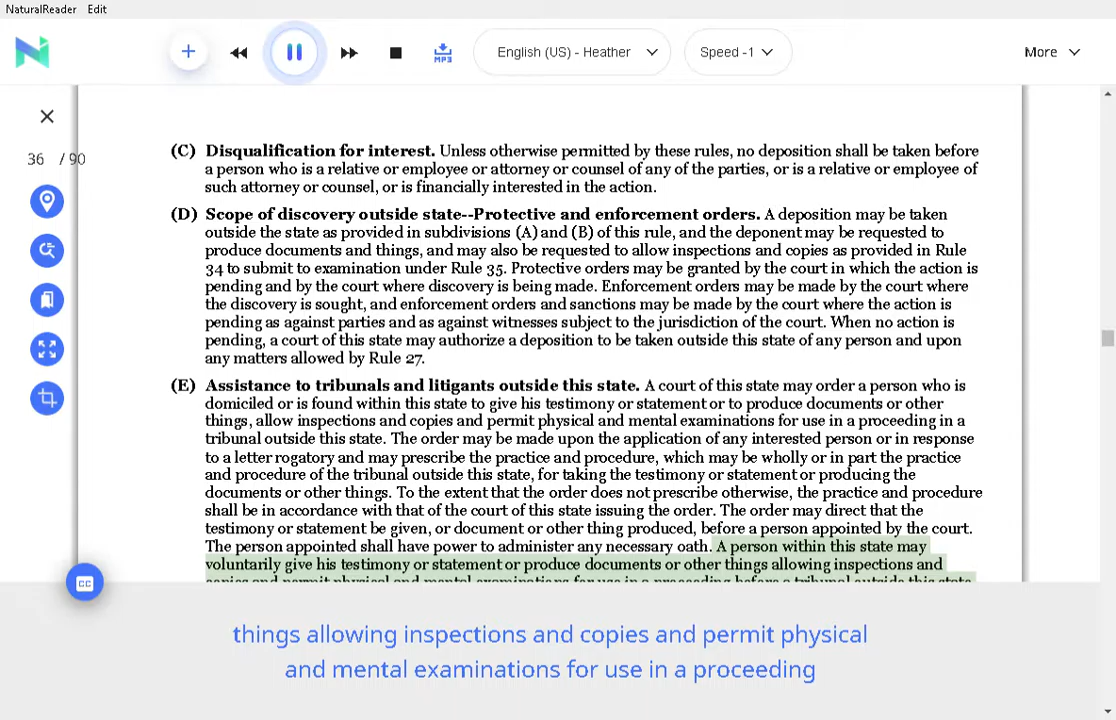 NaturalReader Edit
English (US) - Heather
Speed -1
More
MP3
36 / 90
(C) Disqualification for interest. Unless otherwise permitted by these rules, no deposition shall be taken before
a person who is a relative or employee or attorney or counsel of any of the parties, or is a relative or employee of
such attorney or counsel, or is financially interested in the action.
(D) Scope of discovery outside state--Protective and enforcement orders. A deposition may be taken
outside the state as provided in subdivisions (A) and (B) of this rule, and the deponent may be requested to
produce documents and things, and may also be requested to allow inspections and copies as provided in Rule
34 to submit to examination under Rule 35. Protective orders may be granted by the court in which the action is
pending and by the court where discovery is being made. Enforcement orders may be made by the court where
the discovery is sought, and enforcement orders and sanctions may be made by the court where the action is
pending as against parties and as against witnesses subject to the jurisdiction of the court. When no action is
pending, a court of this state may authorize a deposition to be taken outside this state of any person and upon
any matters allowed by Rule 27.
(E) Assistance to tribunals and litigants outside this state. A court of this state may order a person who is
domiciled or is found within this state to give his testimony or statement or to produce documents or other
things, allow inspections and copies and permit physical and mental examinations for use in a proceeding in a
tribunal outside this state. The order may be made upon the application of any interested person or in response
to a letter rogatory and may prescribe the practice and procedure, which may be wholly or in part the practice
and procedure of the tribunal outside this state, for taking the testimony or statement or producing the
documents or other things. To the extent that the order does not prescribe otherwise, the practice and procedure
shall be in accordance with that of the court of this state issuing the order. The order may direct that the
testimony or statement be given, or document or other thing produced, before a person appointed by the court.
The person appointed shall have power to administer any necessary oath. A person within this state may
voluntarily give his testimony or statement or produce documents or other things allowing inspections and
copies and permit physical and mental examinations for use in a proceeding before a tribunal outside this state
CC
things allowing inspections and copies and permit physical
and mental examinations for use in a proceeding